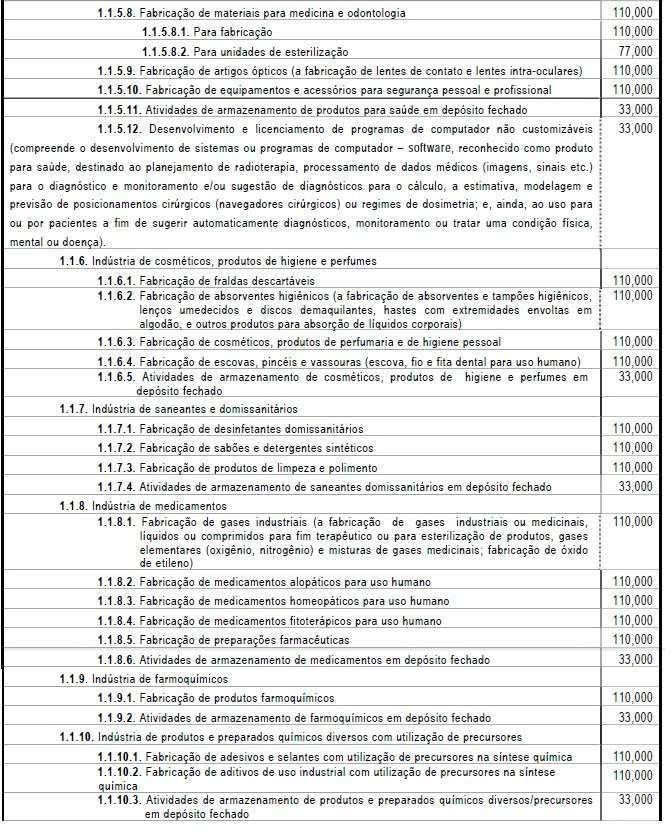 1.1.5.8. Fabricação de materiais para medicina e odontologia 110,000
1.1.5.8.1. Para fabricação 110,000
1.1.5.8.2. Para unidades de esterilização 77,000
1.1.5.9. Fabricação de artigos ópticos (a fabricação de lentes de contato e lentes intra-oculares) 110,000
1.1.5.10. Fabricação de equipamentos e acessórios para segurança pessoal e profissional 110,000
1.1.5.11. Atividades de armazenamento de produtos para saúde em depósito fechado 33,000
1.1.5.12. Desenvolvimento e licenciamento de programas de computador não customizáveis 33,000
(compreende o desenvolvimento de sistemas ou programas de computador – software, reconhecido como produto
para saúde, destinado ao planejamento de radioterapia, processamento de dados médicos (imagens, sinais etc.)
para o diagnóstico e monitoramento e/ou sugestão de diagnósticos para o cálculo, a estimativa, modelagem e
previsão de posicionamentos cirúrgicos (navegadores cirúrgicos) ou regimes de dosimetria; e, ainda, ao uso para
ou por pacientes a fim de sugerir automaticamente diagnósticos, monitoramento ou tratar uma condição física,
mental ou doença).
1.1.6. Indústria de cosméticos, produtos de higiene e perfumes
1.1.6.1. Fabricação de fraldas descartáveis 110,000
1.1.6.2. Fabricação de absorventes higiênicos (a fabricação de absorventes e tampões higiênicos, 110,000
lenços umedecidos e discos demaquilantes, hastes com extremidades envoltas em
algodão, e outros produtos para absorção de líquidos corporais)
1.1.6.3. Fabricação de cosméticos, produtos de perfumaria e de higiene pessoal 110,000
1.1.6.4. Fabricação de escovas, pincéis e vassouras (escova, fio e fita dental para uso humano) 110,000
1.1.6.5. Atividades de armazenamento de cosméticos, produtos de higiene e perfumes em 33,000
depósito fechado
1.1.7. Indústria de saneantes e domissanitários
1.1.7.1. Fabricação de desinfetantes domissanitários 110,000
1.1.7.2. Fabricação de sabões e detergentes sintéticos 110,000
1.1.7.3. Fabricação de produtos de limpeza e polimento 110,000
1.1.7.4. Atividades de armazenamento de saneantes domissanitários em depósito fechado 33,000
1.1.8. Indústria de medicamentos
1.1.8.1. Fabricação de gases industriais (a fabricação de gases industriais ou medicinais, 110,000
líquidos ou comprimidos para fim terapêutico ou para esterilização de produtos, gases
elementares (oxigênio, nitrogênio) e misturas de gases medicinais; fabricação de óxido
de etileno)
1.1.8.2. Fabricação de medicamentos alopáticos para uso humano 110,000
1.1.8.3. Fabricação de medicamentos homeopáticos para uso humano 110,000
1.1.8.4. Fabricação de medicamentos fitoterápicos para uso humano 110,000
1.1.8.5. Fabricação de preparações farmacêuticas 110,000
1.1.8.6. Atividades de armazenamento de medicamentos em depósito fechado 33,000
1.1.9. Indústria de farmoquímicos
1.1.9.1. Fabricação de produtos farmoquímicos 110,000
1.1.9.2. Atividades de armazenamento de farmoquímicos em depósito fechado 33,000
1.1.10. Indústria de produtos e preparados químicos diversos com utilização de precursores
1.1.10.1. Fabricação de adesivos e selantes com utilização de precursores na síntese química 110,000
1.1.10.2. Fabricação de aditivos de uso industrial com utilização de precursores na síntese 110,000
química
1.1.10.3. Atividades de armazenamento de produtos e preparados químicos diversos/precursores 33,000
em depósito fechado